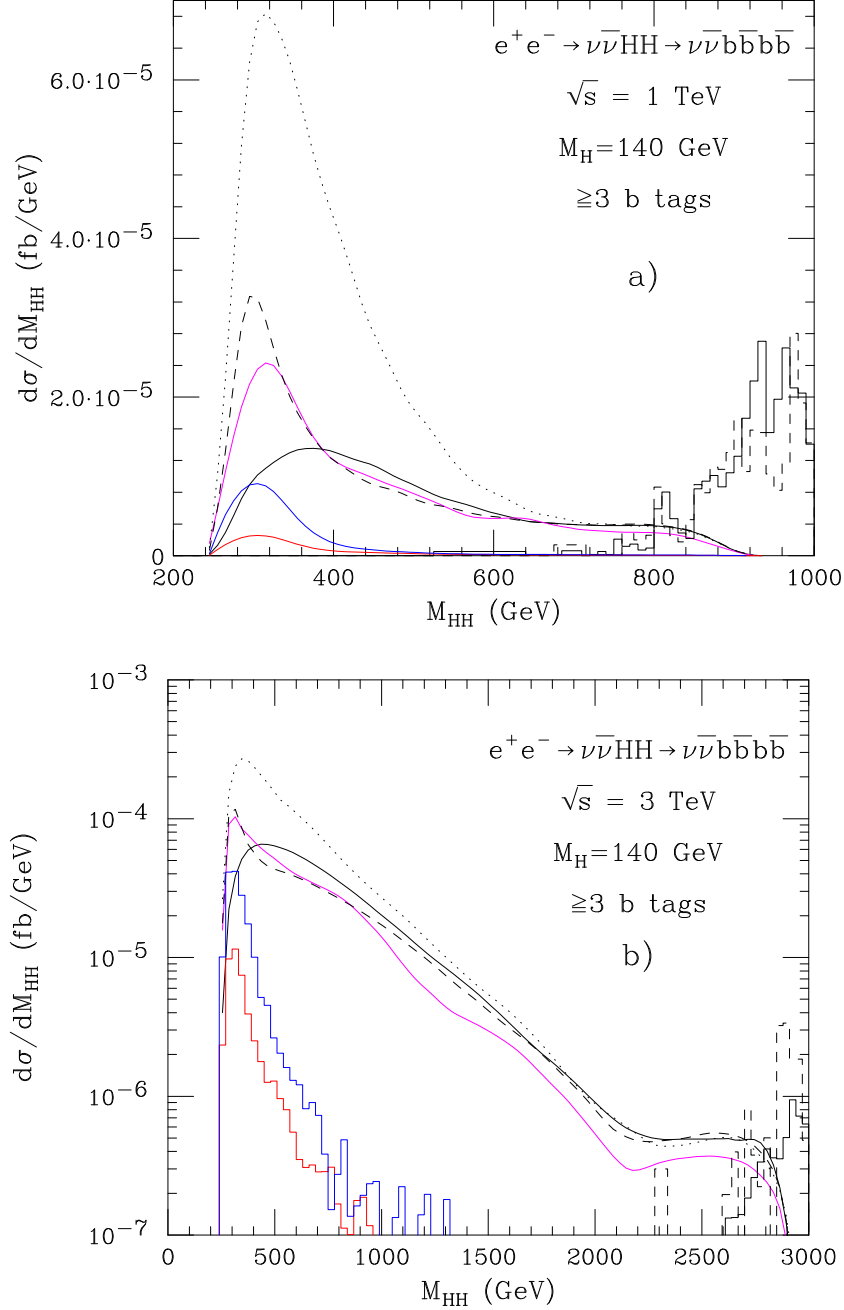 e⁺e⁻→νν̅HH→νν̅bb̅bb̅
√s = 1 TeV
M_H=140 GeV
≧3 b tags
a)
dσ/dM_HH (fb/GeV)
6.0·10⁻⁵
4.0·10⁻⁵
2.0·10⁻⁵
0
200 400 600 800 1000
M_HH (GeV)
e⁺e⁻→νν̅HH→νν̅bb̅bb̅
√s = 3 TeV
M_H=140 GeV
≧3 b tags
b)
dσ/dM_HH (fb/GeV)
10⁻³
10⁻⁴
10⁻⁵
10⁻⁶
10⁻⁷
0 500 1000 1500 2000 2500 3000
M_HH (GeV)